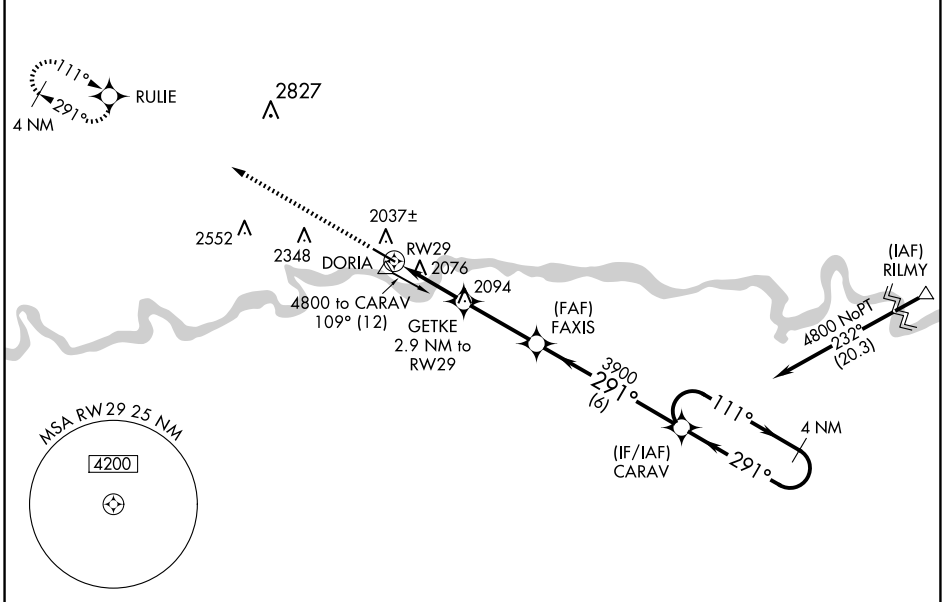 111°
291°
4 NM
RULIE
2827
2552
2348
2037±
RW29
DORIA
2076
2094
4800 to CARAV
109° (12)
GETKE
2.9 NM to
RW29
(FAF)
FAXIS
(IAF)
RILMY
4800 NoPT
232°
(20.3)
3900
291°
(6)
111°
4 NM
291°
(IF/IAF)
CARAV
MSA RW 29 25 NM
4200